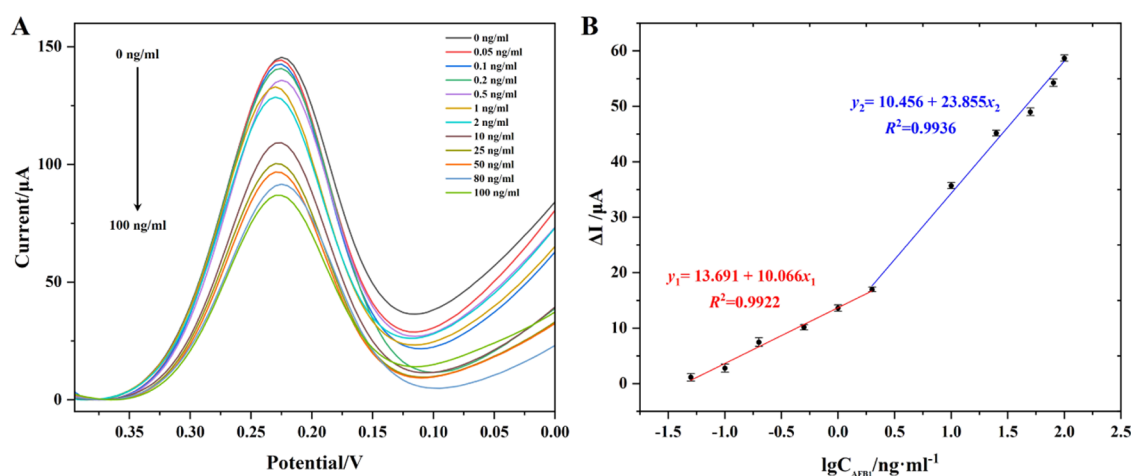 A
0 ng/ml
100 ng/ml
0 ng/ml
0.05 ng/ml
0.1 ng/ml
0.2 ng/ml
0.5 ng/ml
1 ng/ml
2 ng/ml
10 ng/ml
25 ng/ml
50 ng/ml
80 ng/ml
100 ng/ml
150
100
50
0
Current/μA
0.35 0.30 0.25 0.20 0.15 0.10 0.05 0.00
Potential/V
B
60
50
40
30
20
10
0
ΔI /μA
y₂= 10.456 + 23.855x₂
R²=0.9936
y₁= 13.691 + 10.066x₁
R²=0.9922
-1.5 -1.0 -0.5 0.0 0.5 1.0 1.5 2.0 2.5
lgC_AFB1/ng·ml⁻¹